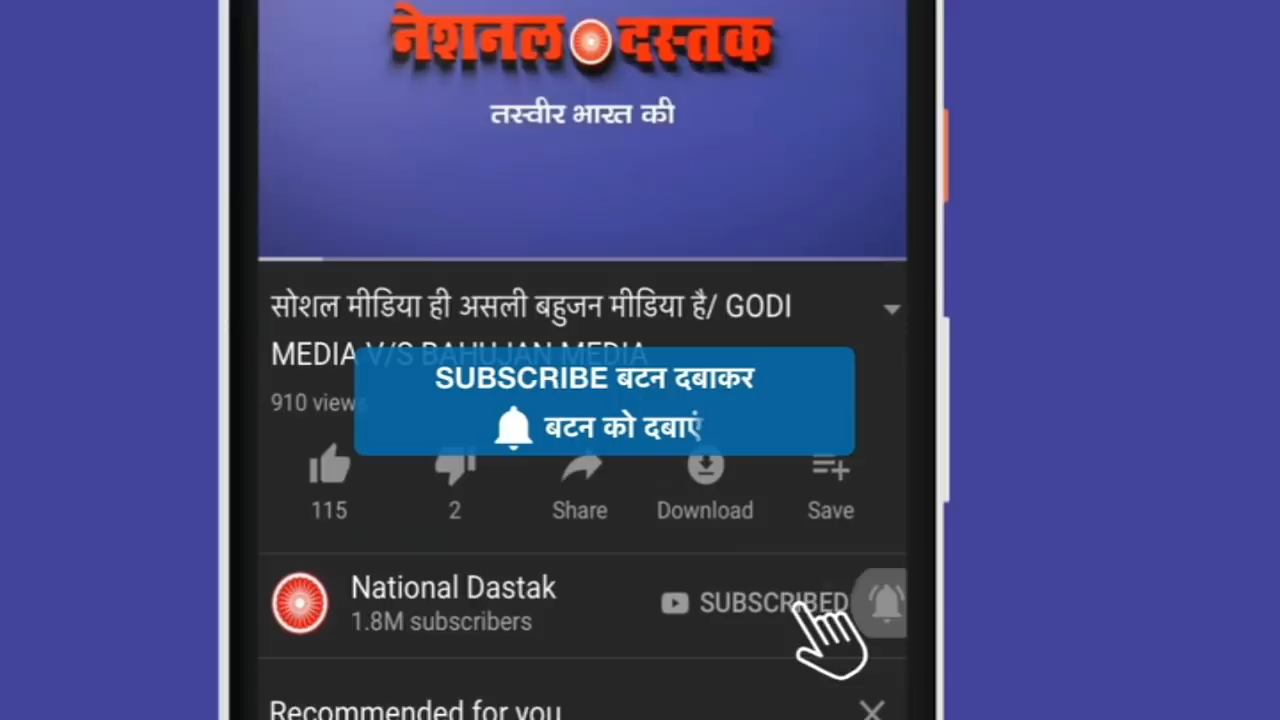 नेशनल दस्तक
तस्वीर भारत की
सोशल मीडिया ही असली बहुजन मीडिया है/ GODI
MEDIA V/S BAHUJAN MEDIA
SUBSCRIBE बटन दबाकर
910 views
बटन को दबाएं
115
2
Share
Download
Save
National Dastak
SUBSCRIBED
1.8M subscribers
Recommended for you